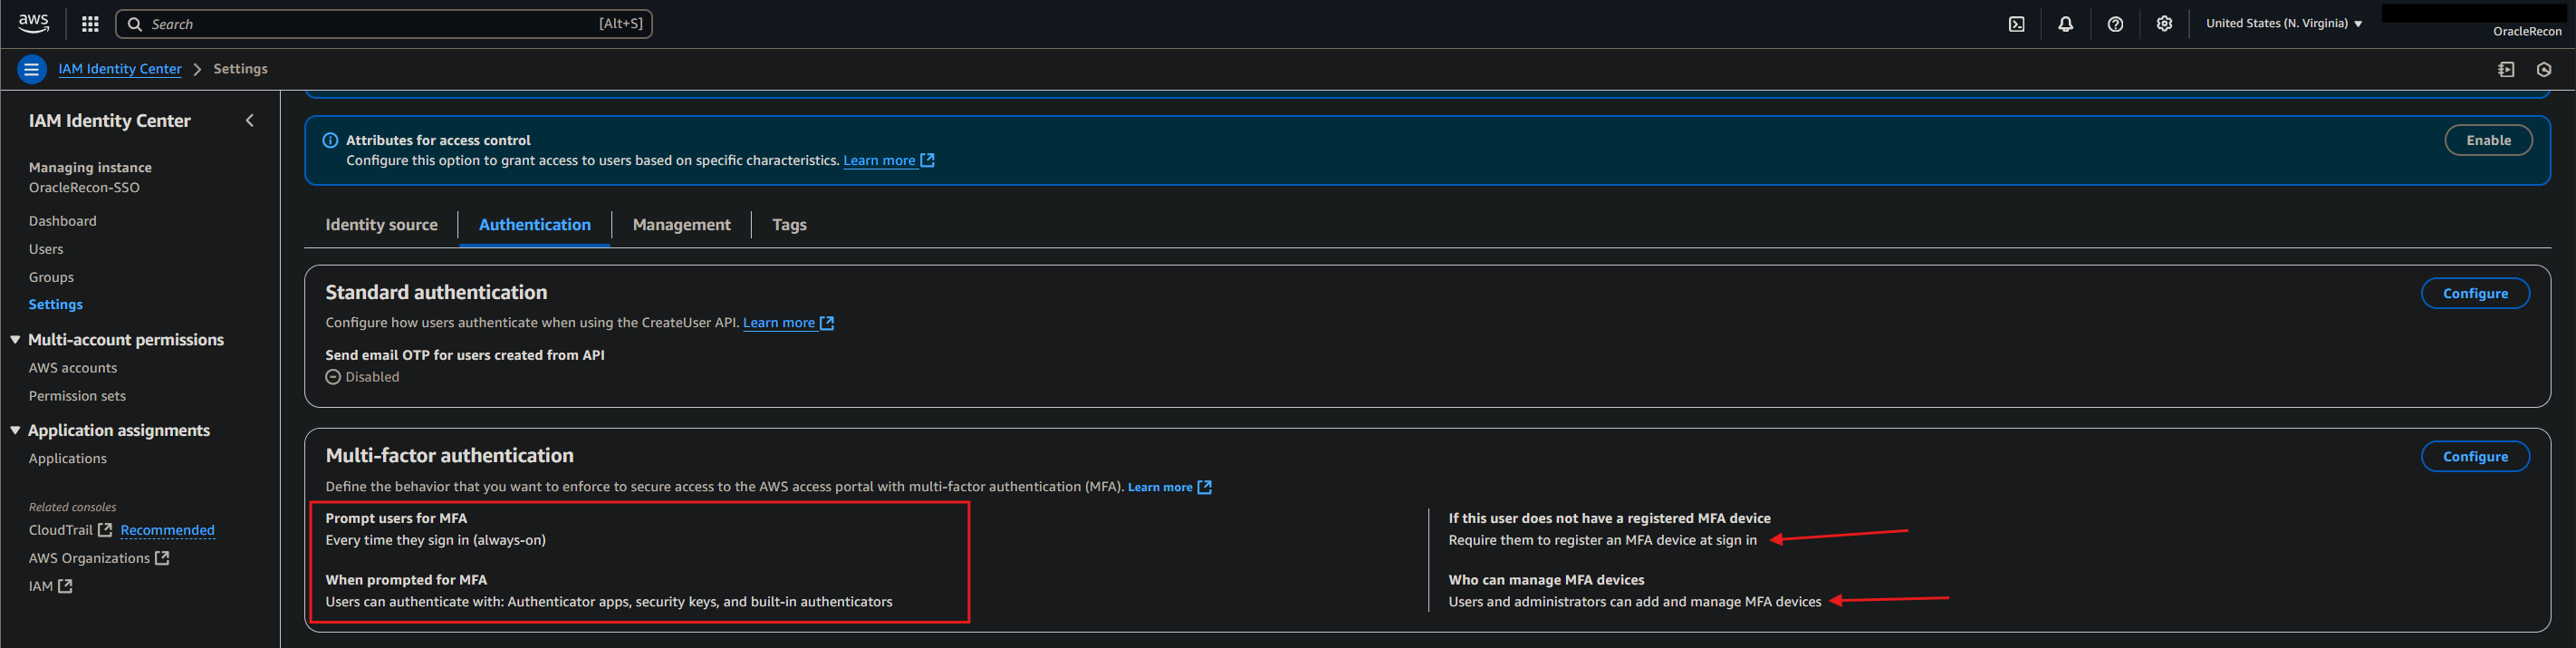 aws
Search [Alt+S]
United States (N. Virginia)
OracleRecon
IAM Identity Center
Settings
IAM Identity Center
Managing instance
OracleRecon-SSO
Dashboard
Users
Groups
Settings
Multi-account permissions
AWS accounts
Permission sets
Application assignments
Applications
Related consoles
CloudTrail Recommended
AWS Organizations
IAM
Attributes for access control
Configure this option to grant access to users based on specific characteristics. Learn more
Enable
Identity source
Authentication
Management
Tags
Standard authentication
Configure
Configure how users authenticate when using the CreateUser API. Learn more
Send email OTP for users created from API
Disabled
Multi-factor authentication
Configure
Define the behavior that you want to enforce to secure access to the AWS access portal with multi-factor authentication (MFA). Learn more
Prompt users for MFA
Every time they sign in (always-on)
When prompted for MFA
Users can authenticate with: Authenticator apps, security keys, and built-in authenticators
If this user does not have a registered MFA device
Require them to register an MFA device at sign in
Who can manage MFA devices
Users and administrators can add and manage MFA devices